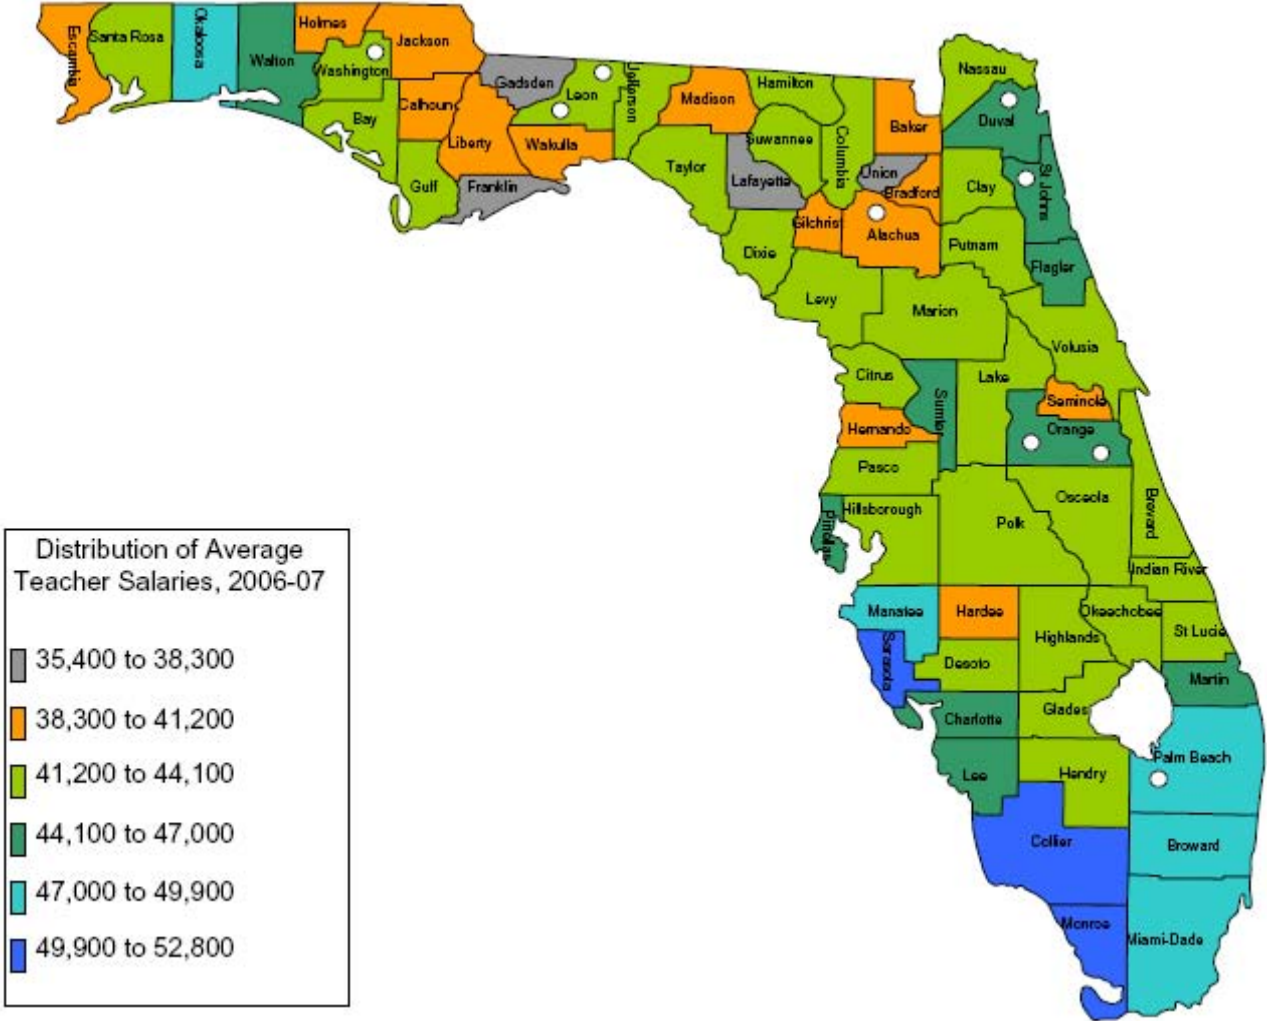 Escambia
Santa Rosa
Okaloosa
Walton
Holmes
Washington
Jackson
Bay
Calhoun
Gulf
Liberty
Gadsden
Franklin
Leon
Wakulla
Jefferson
Madison
Taylor
Hamilton
Suwannee
Lafayette
Columbia
Dixie
Gilchrist
Baker
Union
Bradford
Alachua
Nassau
Duval
Clay
St Johns
Putnam
Flagler
Levy
Marion
Volusia
Citrus
Lake
Sumter
Hernando
Seminole
Orange
Pasco
Pinellas
Hillsborough
Polk
Osceola
Brevard
Indian River
Manatee
Hardee
Highlands
Okeechobee
St Lucie
Sarasota
Desoto
Martin
Charlotte
Glades
Lee
Hendry
Palm Beach
Collier
Broward
Monroe
Miami-Dade
Distribution of Average
Teacher Salaries, 2006-07
35,400 to 38,300
38,300 to 41,200
41,200 to 44,100
44,100 to 47,000
47,000 to 49,900
49,900 to 52,800